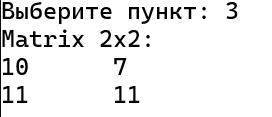 Выберите пункт: 3
Matrix 2x2:
10      7
11      11